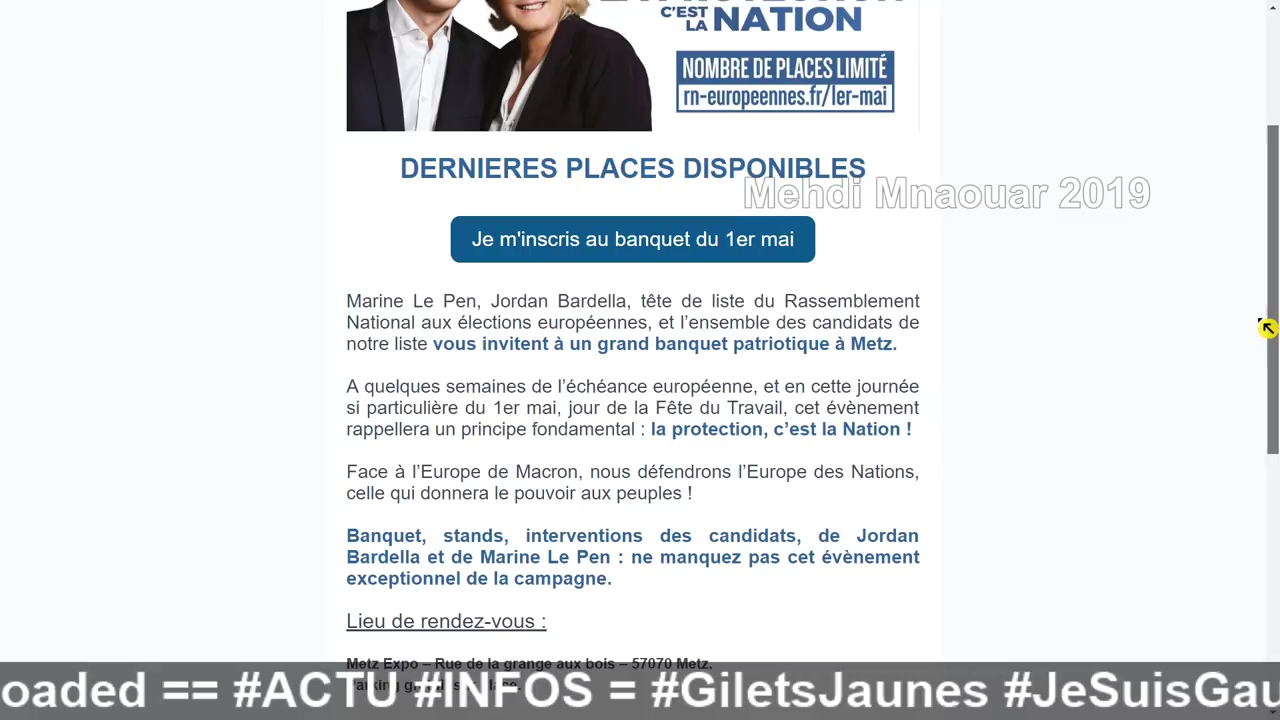 C'EST
LA NATION
NOMBRE DE PLACES LIMITÉ
rn-europeennes.fr/1er-mai
DERNIERES PLACES DISPONIBLES
Mehdi Mnaouar 2019
Je m'inscris au banquet du 1er mai
Marine Le Pen, Jordan Bardella, tête de liste du Rassemblement
National aux élections européennes, et l’ensemble des candidats de
notre liste vous invitent à un grand banquet patriotique à Metz.
A quelques semaines de l’échéance européenne, et en cette journée
si particulière du 1er mai, jour de la Fête du Travail, cet évènement
rappellera un principe fondamental : la protection, c’est la Nation !
Face à l’Europe de Macron, nous défendrons l’Europe des Nations,
celle qui donnera le pouvoir aux peuples !
Banquet, stands, interventions des candidats, de Jordan
Bardella et de Marine Le Pen : ne manquez pas cet évènement
exceptionnel de la campagne.
Lieu de rendez-vous :
Metz Expo – Rue de la grange aux bois – 57070 Metz.
oaded == #ACTU #INFOS = #GiletsJaunes #JeSuisGau